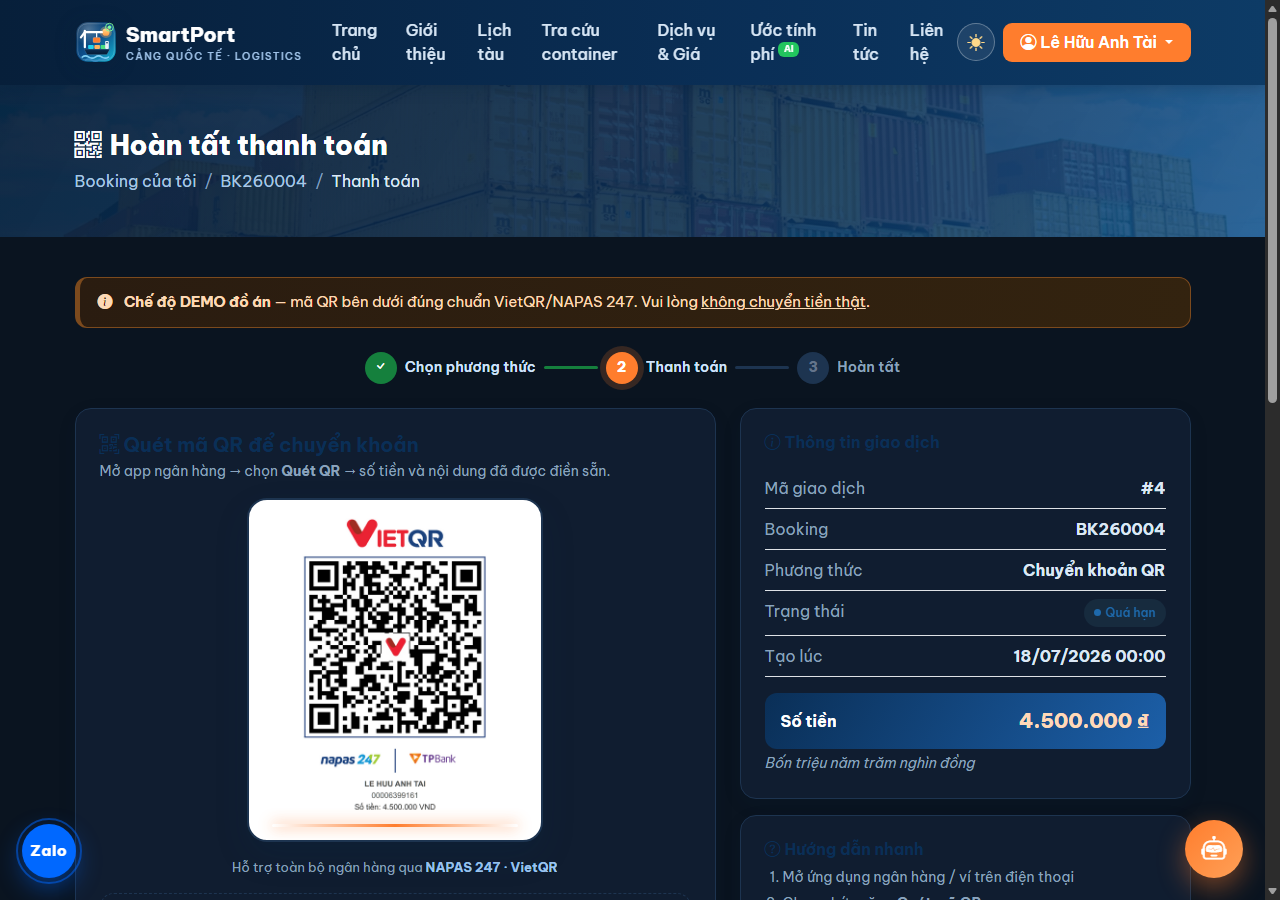 SmartPort
CẢNG QUỐC TẾ · LOGISTICS
Trang chủ
Giới thiệu
Lịch tàu
Tra cứu container
Dịch vụ & Giá
Ước tính phí AI
Tin tức
Liên hệ
Lê Hữu Anh Tài
Hoàn tất thanh toán
Booking của tôi / BK260004 / Thanh toán
Chế độ DEMO đồ án — mã QR bên dưới đúng chuẩn VietQR/NAPAS 247. Vui lòng không chuyển tiền thật.
Chọn phương thức
2 Thanh toán
3 Hoàn tất
Quét mã QR để chuyển khoản
Mở app ngân hàng → chọn Quét QR → số tiền và nội dung đã được điền sẵn.
VIETQR
napas 247 | TPBank
LE HUU ANH TAI
00006399161
Số tiền: 4.500.000 VND
Hỗ trợ toàn bộ ngân hàng qua NAPAS 247 · VietQR
Thông tin giao dịch
Mã giao dịch #4
Booking BK260004
Phương thức Chuyển khoản QR
Trạng thái Quá hạn
Tạo lúc 18/07/2026 00:00
Số tiền 4.500.000 đ
Bốn triệu năm trăm nghìn đồng
Hướng dẫn nhanh
1. Mở ứng dụng ngân hàng / ví trên điện thoại
Zalo